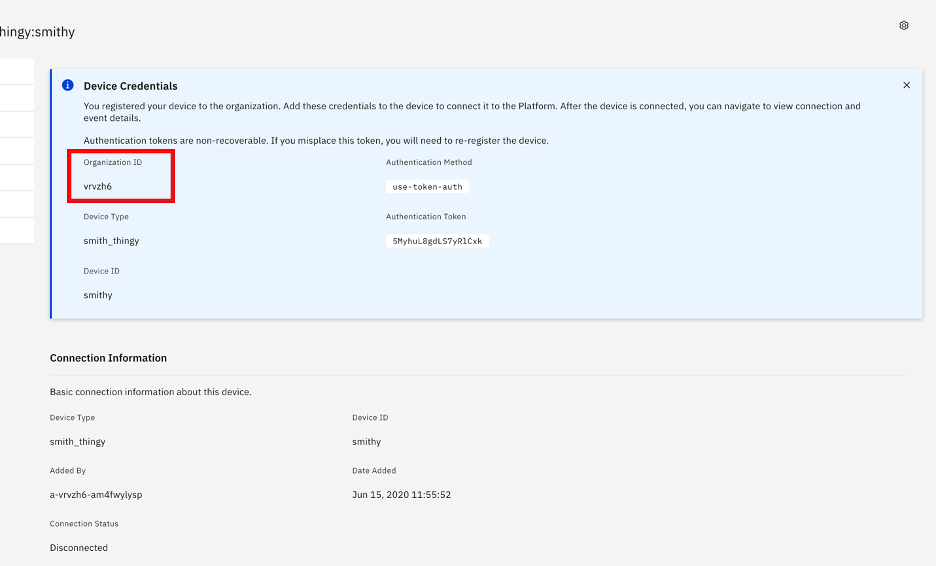 hingy:smithy
Device Credentials
You registered your device to the organization. Add these credentials to the device to connect it to the Platform. After the device is connected, you can navigate to view connection and
event details.
Authentication tokens are non-recoverable. If you misplace this token, you will need to re-register the device.
Organization ID
Authentication Method
vrvzh6
use-token-auth
Device Type
Authentication Token
smith_thingy
5MyhuL8gdLS7yRlCxk
Device ID
smithy
Connection Information
Basic connection information about this device.
Device Type
Device ID
smith_thingy
smithy
Added By
Date Added
a-vrvzh6-am4fwylysp
Jun 15, 2020 11:55:52
Connection Status
Disconnected